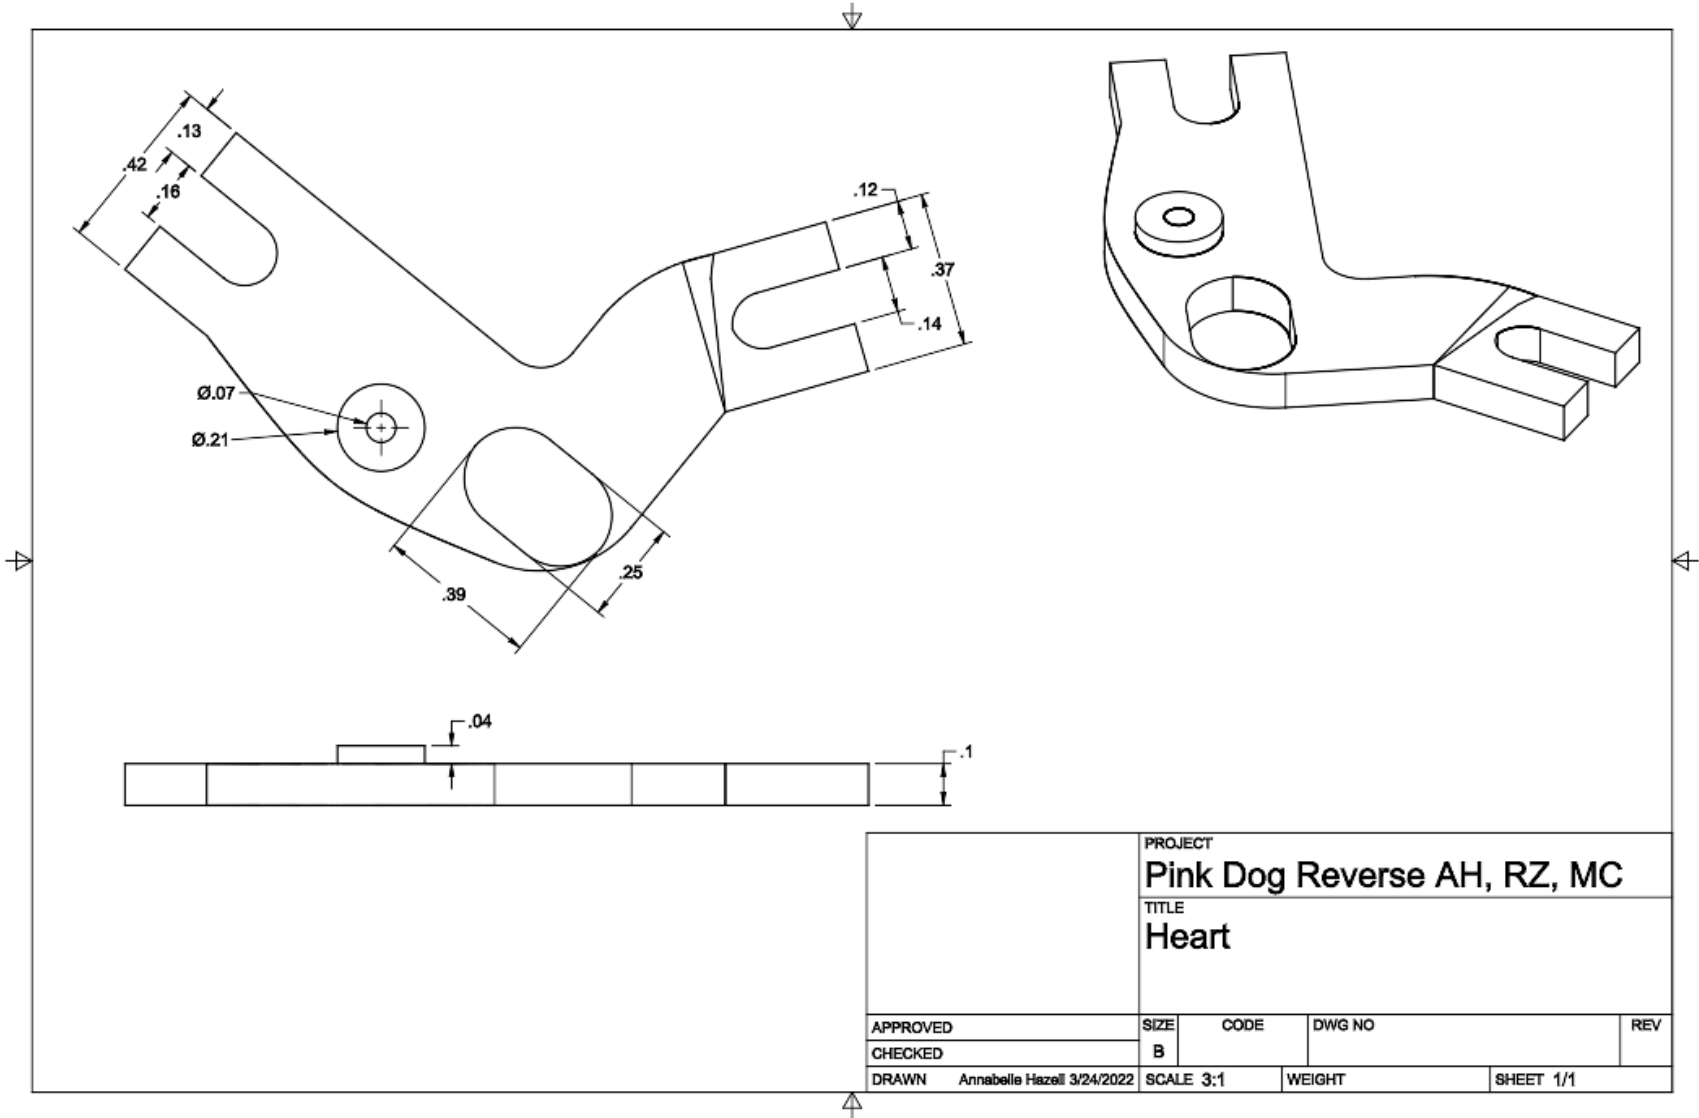 .13
.42
.16
.12
.37
.14
Ø.07
Ø.21
.25
.39
.04
.1
PROJECT
Pink Dog Reverse AH, RZ, MC
TITLE
Heart
APPROVED
SIZE CODE DWG NO REV
CHECKED
B
DRAWN Annabelle Hazell 3/24/2022 SCALE 3:1 WEIGHT SHEET 1/1